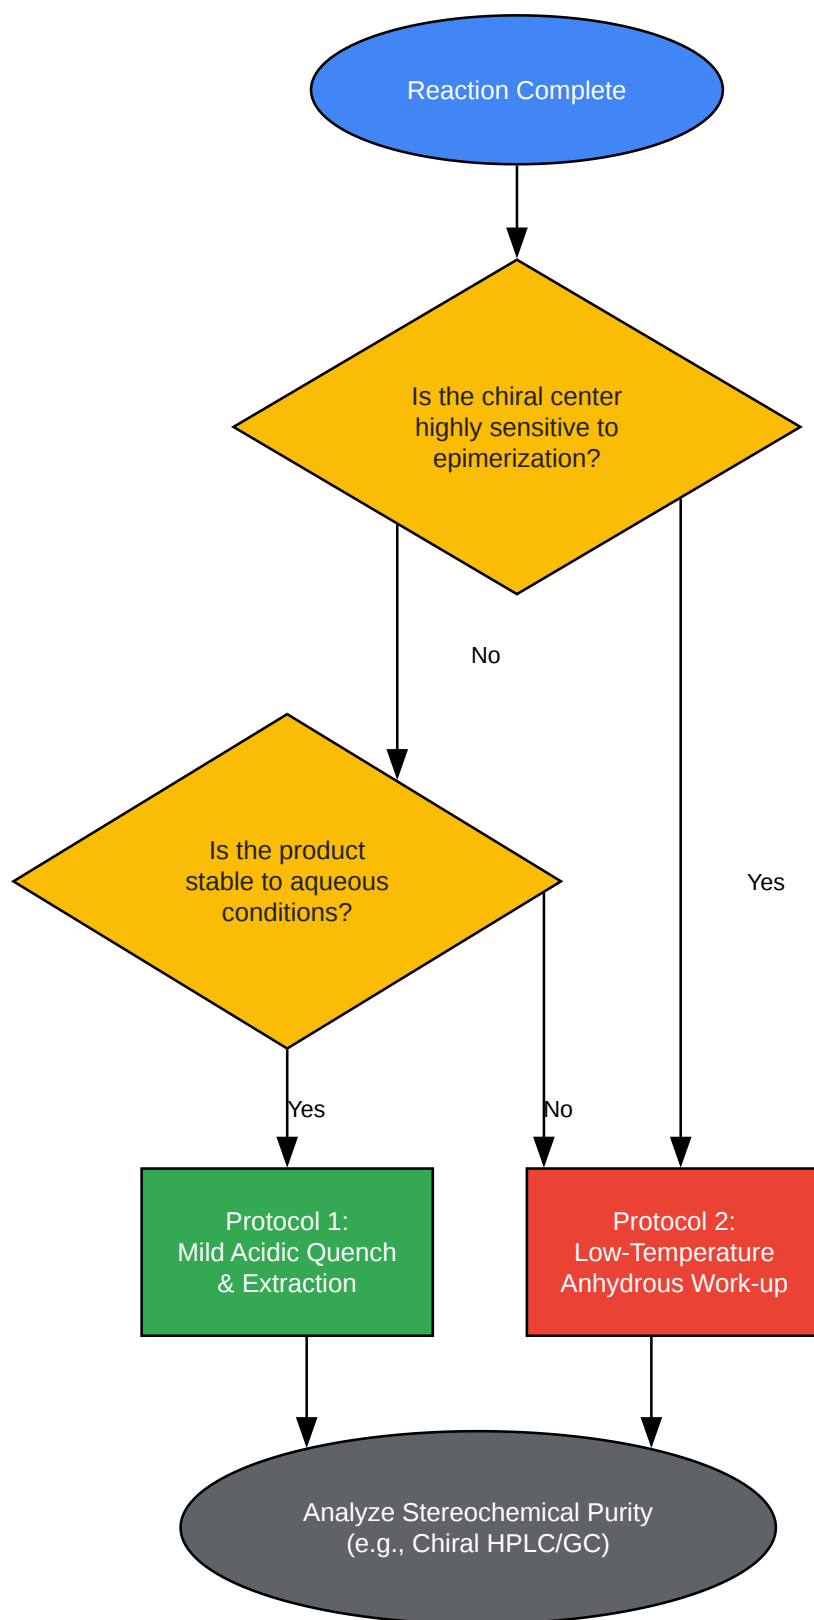 Reaction Complete
Is the chiral center
highly sensitive to
epimerization?
No
Is the product
stable to aqueous
conditions?
Yes
Yes
No
Protocol 1:
Mild Acidic Quench
& Extraction
Protocol 2:
Low-Temperature
Anhydrous Work-up
Analyze Stereochemical Purity
(e.g., Chiral HPLC/GC)